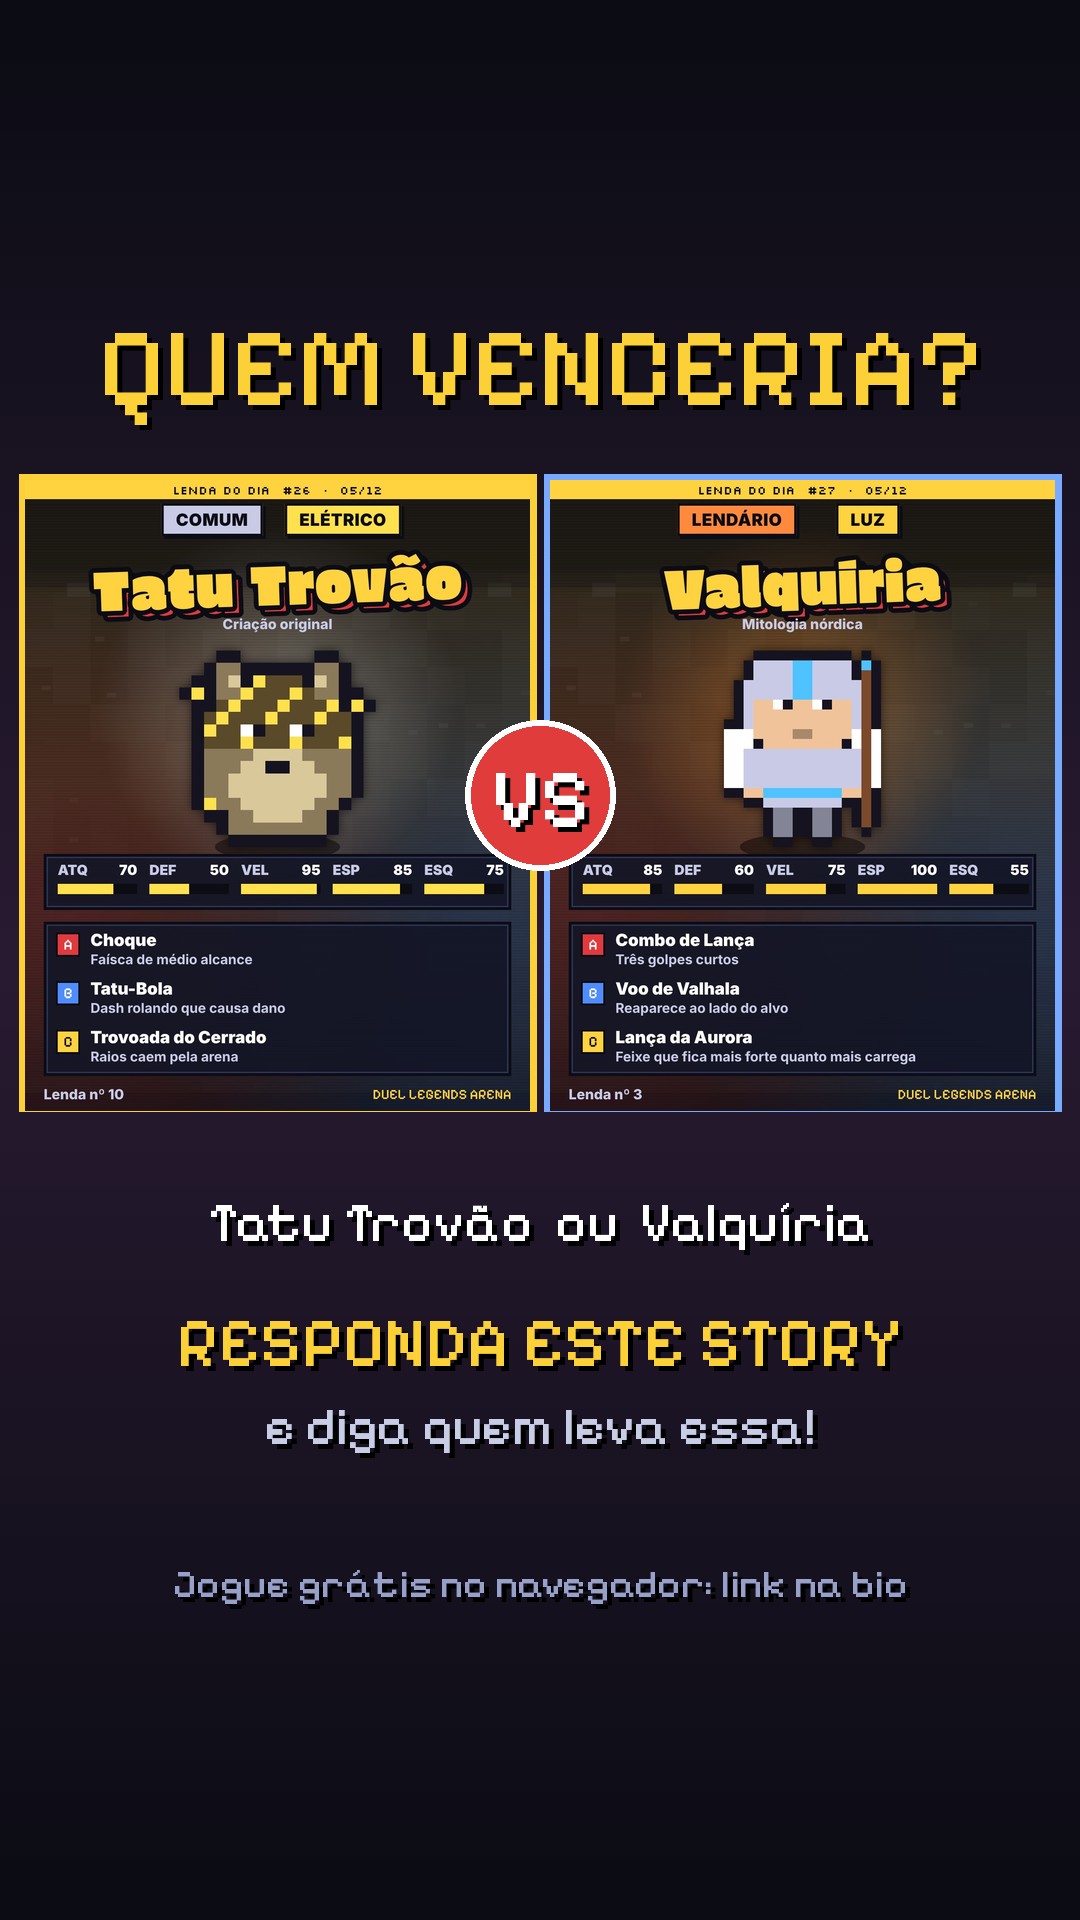 QUEM VENCERIA?
LENDA DO DIA #26 · 05/12
COMUM ELÉTRICO
Tatu Trovão
Criação original
ATQ 70 DEF 50 VEL 95 ESP 85 ESQ 75
A Choque
Faísca de médio alcance
B Tatu-Bola
Dash rolando que causa dano
C Trovoada do Cerrado
Raios caem pela arena
Lenda nº 10 DUEL LEGENDS ARENA
VS
LENDA DO DIA #27 · 05/12
LENDÁRIO LUZ
Valquíria
Mitologia nórdica
ATQ 85 DEF 60 VEL 75 ESP 100 ESQ 55
A Combo de Lança
Três golpes curtos
B Voo de Valhala
Reaparece ao lado do alvo
C Lança da Aurora
Feixe que fica mais forte quanto mais carrega
Lenda nº 3 DUEL LEGENDS ARENA
Tatu Trovão ou Valquíria
RESPONDA ESTE STORY
e diga quem leva essa!
Jogue grátis no navegador: link na bio